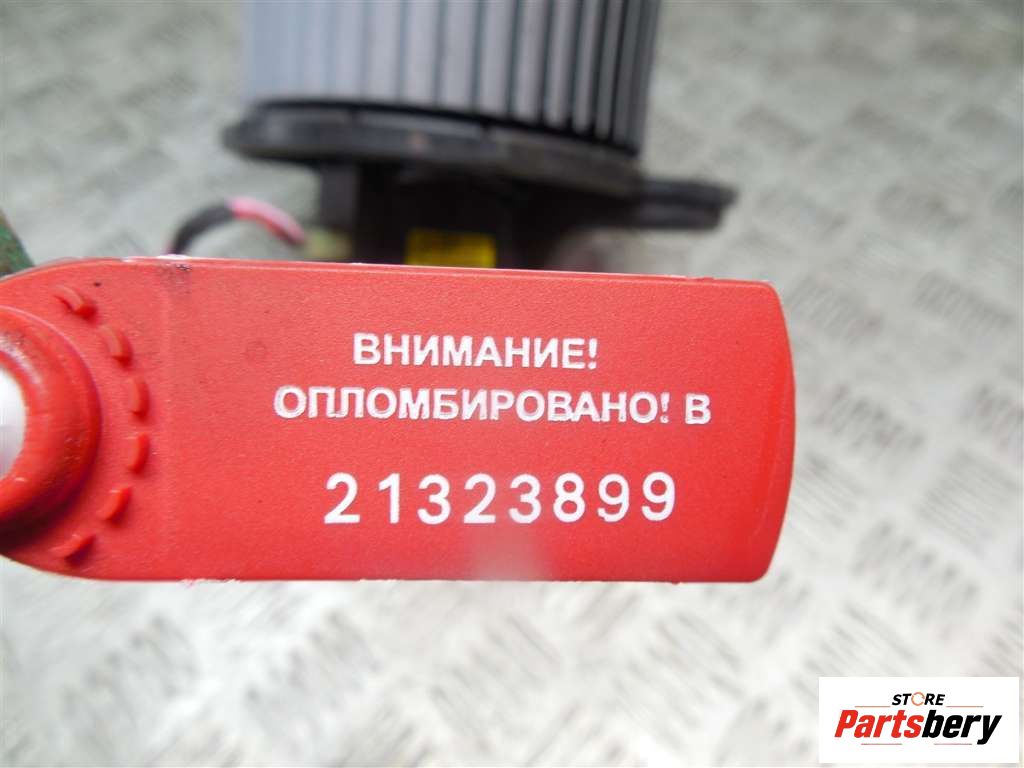 ВНИМАНИЕ!
ОПЛОМБИРОВАНО! В
21323899
STORE
Partsbery